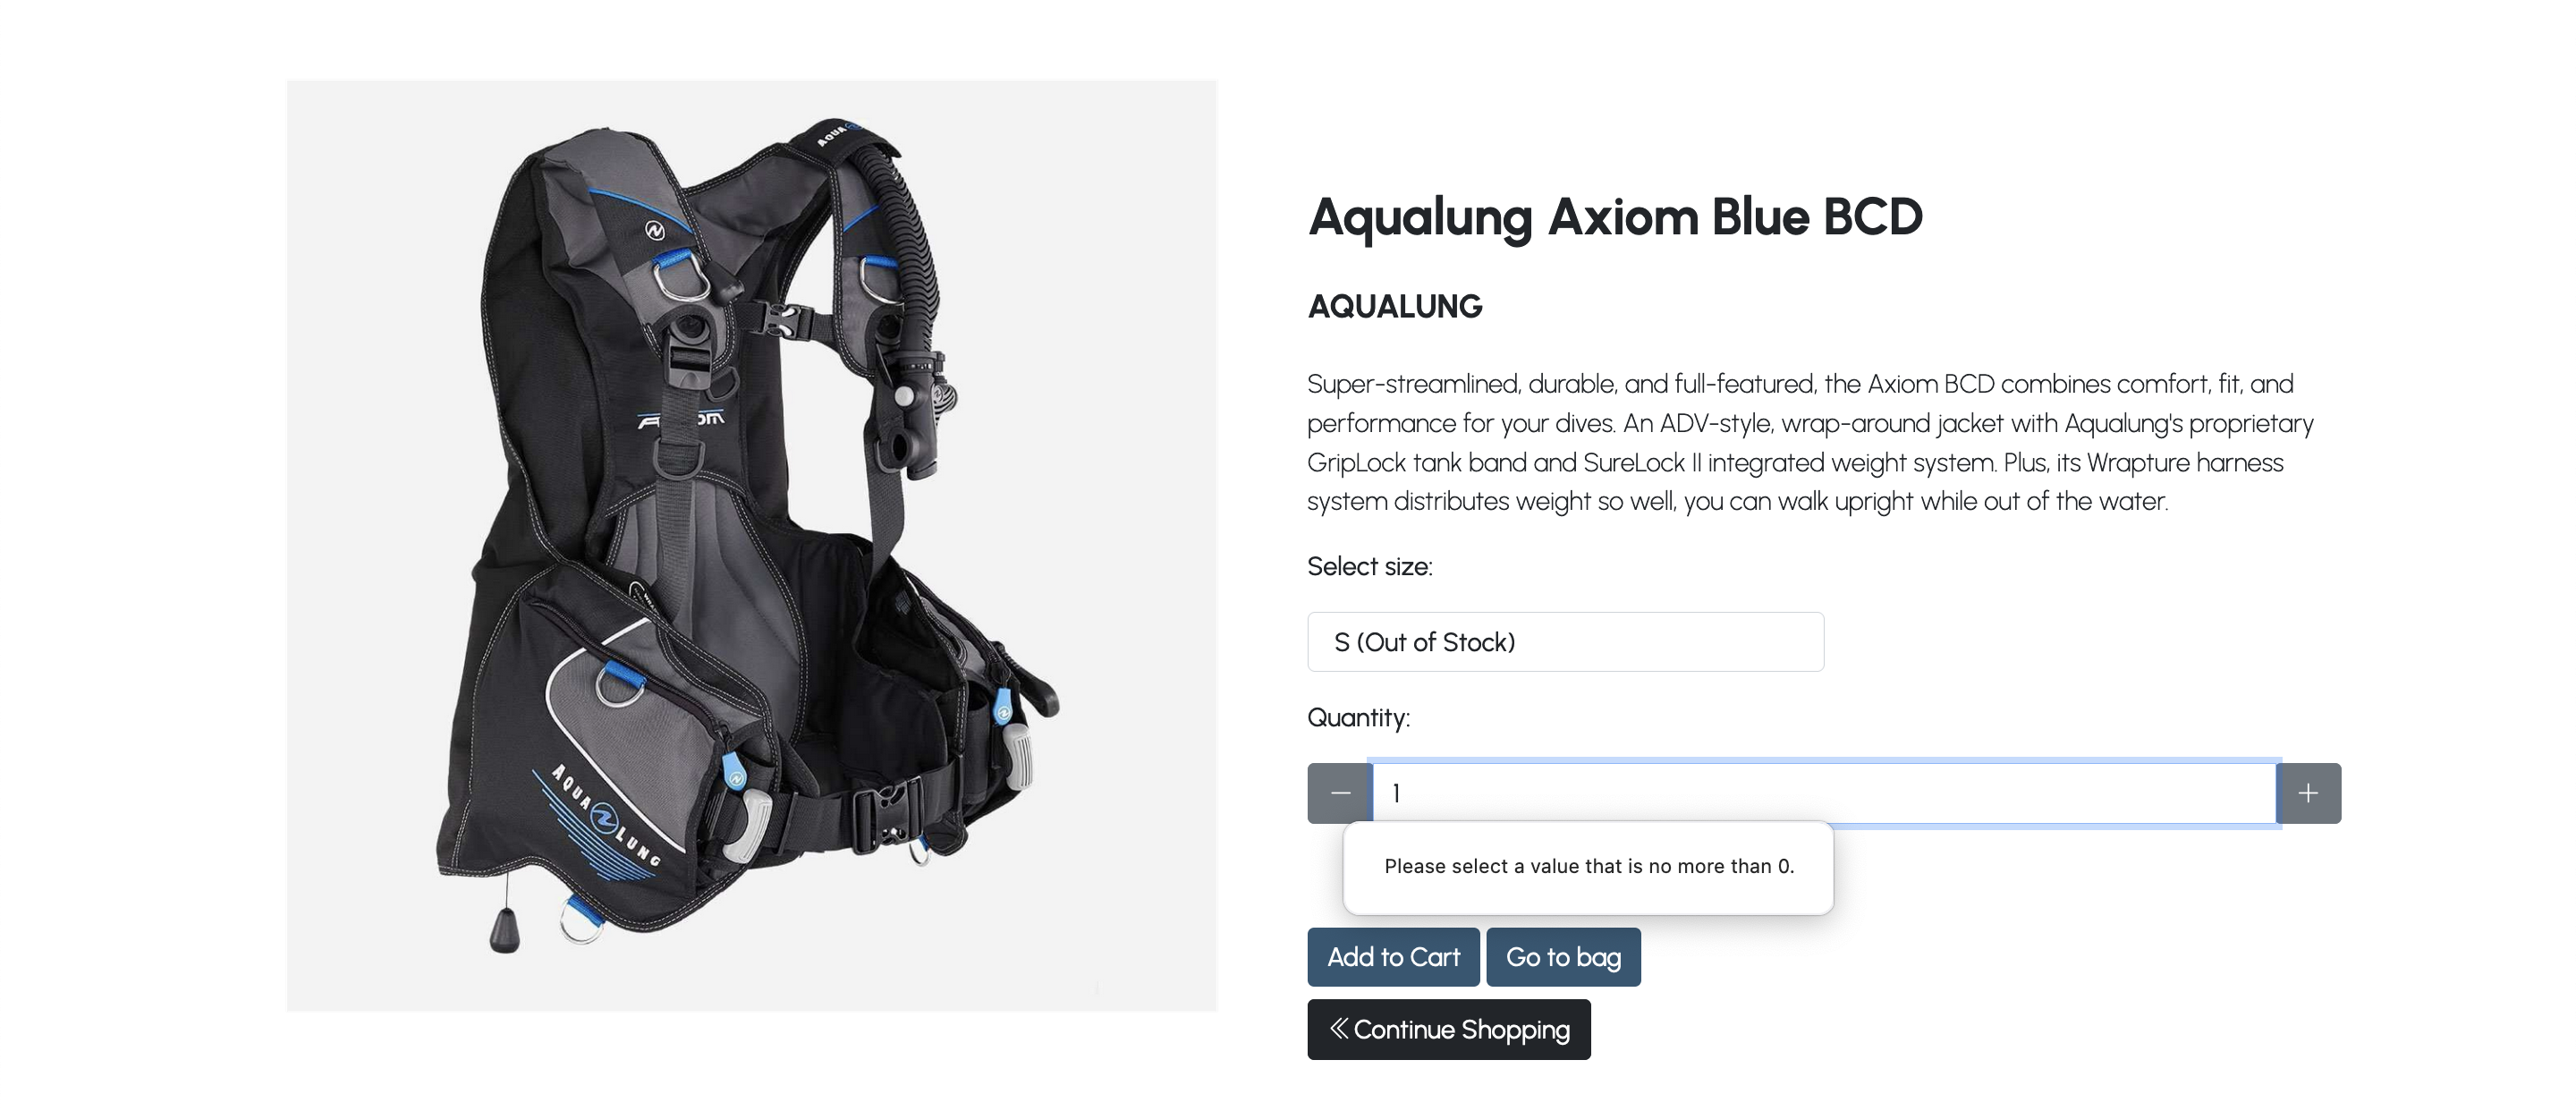 AQUA
AXIOM
AQUA LUNG
Aqualung Axiom Blue BCD
AQUALUNG
Super-streamlined, durable, and full-featured, the Axiom BCD combines comfort, fit, and
performance for your dives. An ADV-style, wrap-around jacket with Aqualung's proprietary
GripLock tank band and SureLock II integrated weight system. Plus, its Wrapture harness
system distributes weight so well, you can walk upright while out of the water.
Select size:
S (Out of Stock)
Quantity:
1
Please select a value that is no more than 0.
Add to Cart Go to bag
Continue Shopping